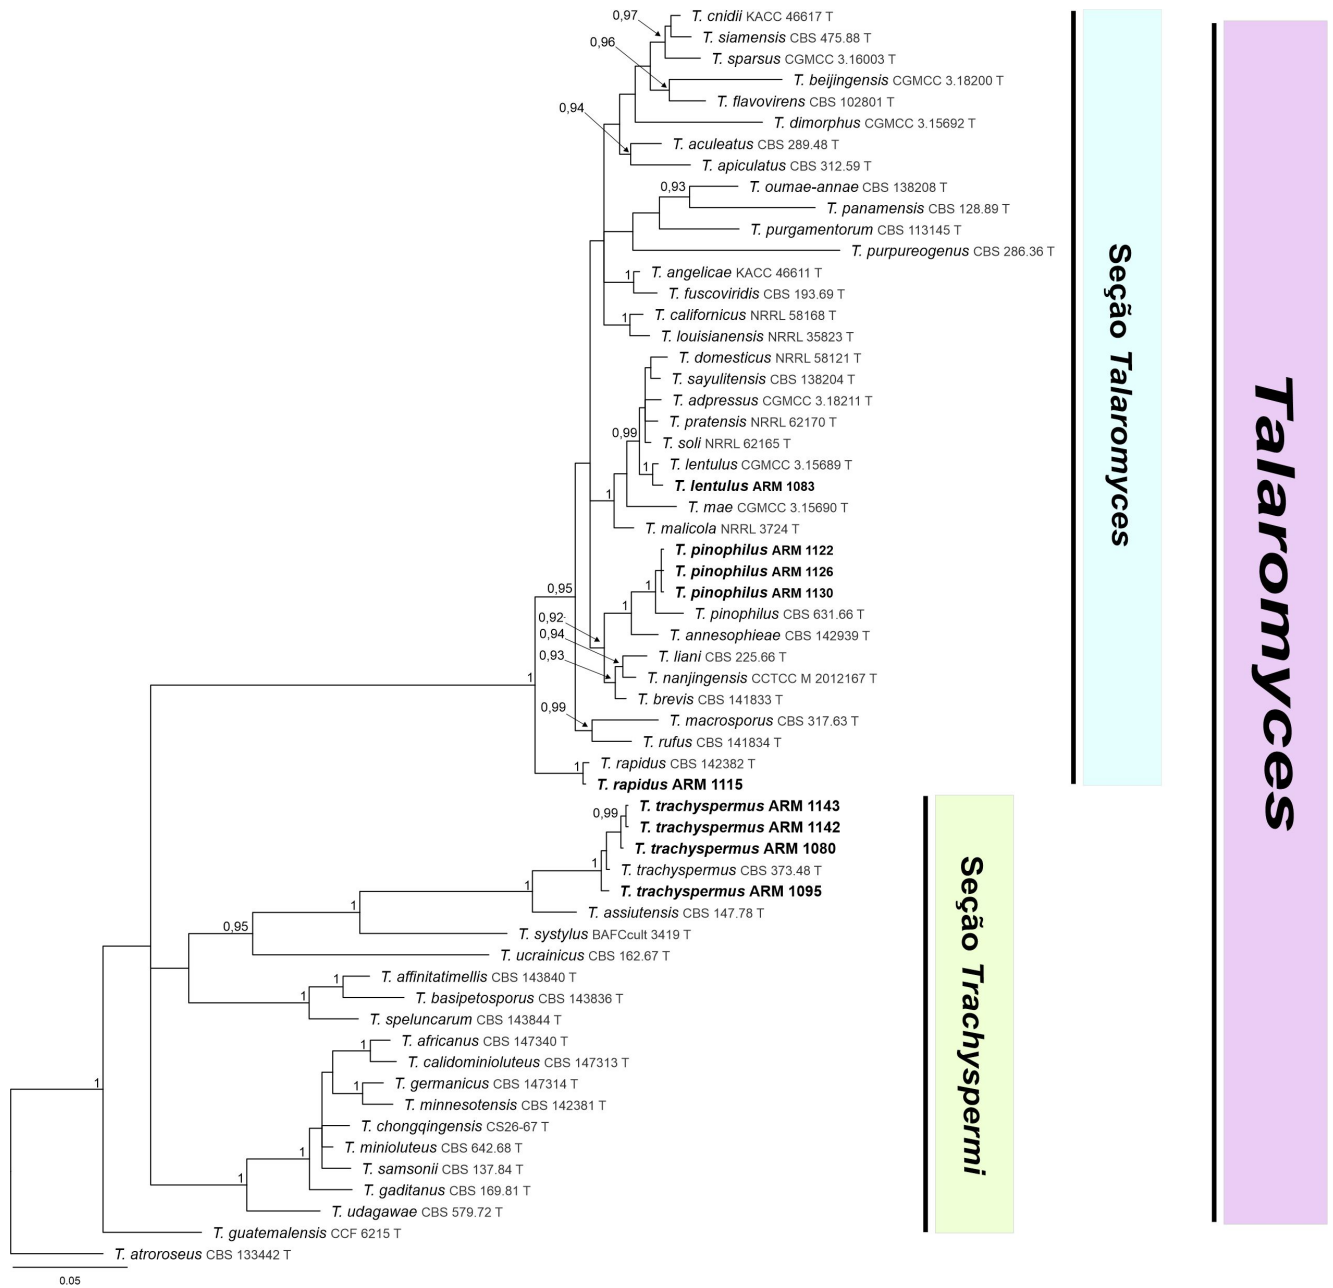 0,97
T. cnidii KACC 46617 T
T. siamensis CBS 475.88 T
0,96
T. sparsus CGMCC 3.16003 T
T. beijingensis CGMCC 3.18200 T
T. flavovirens CBS 102801 T
0,94
T. dimorphus CGMCC 3.15692 T
T. aculeatus CBS 289.48 T
T. apiculatus CBS 312.59 T
0,93
T. oumae-annae CBS 138208 T
T. panamensis CBS 128.89 T
T. purgamentorum CBS 113145 T
T. purpureogenus CBS 286.36 T
1
T. angelicae KACC 46611 T
T. fuscoviridis CBS 193.69 T
1
T. californicus NRRL 58168 T
T. louisianensis NRRL 35823 T
T. domesticus NRRL 58121 T
T. sayulitensis CBS 138204 T
T. adpressus CGMCC 3.18211 T
T. pratensis NRRL 62170 T
0,99
T. soli NRRL 62165 T
1
T. lentulus CGMCC 3.15689 T
T. lentulus ARM 1083
1
T. mae CGMCC 3.15690 T
T. malicola NRRL 3724 T
T. pinophilus ARM 1122
T. pinophilus ARM 1126
0,95
1
T. pinophilus ARM 1130
1
T. pinophilus CBS 631.66 T
0,92
T. annesophieae CBS 142939 T
0,94
0,93
T. liani CBS 225.66 T
1
T. nanjingensis CCTCC M 2012167 T
T. brevis CBS 141833 T
0,99
T. macrosporus CBS 317.63 T
T. rufus CBS 141834 T
1
T. rapidus CBS 142382 T
T. rapidus ARM 1115
T. trachyspermus ARM 1143
0,99
T. trachyspermus ARM 1142
T. trachyspermus ARM 1080
1
T. trachyspermus CBS 373.48 T
1
T. trachyspermus ARM 1095
T. assiutensis CBS 147.78 T
0,95
T. systylus BAFCcult 3419 T
T. ucrainicus CBS 162.67 T
1
T. affinitatimellis CBS 143840 T
1
T. basipetosporus CBS 143836 T
T. speluncarum CBS 143844 T
1
T. africanus CBS 147340 T
T. calidominioluteus CBS 147313 T
1
1
T. germanicus CBS 147314 T
T. minnesotensis CBS 142381 T
T. chongqingensis CS26-67 T
1
T. minioluteus CBS 642.68 T
1
T. samsonii CBS 137.84 T
T. gaditanus CBS 169.81 T
T. udagawae CBS 579.72 T
T. guatemalensis CCF 6215 T
T. atroroseus CBS 133442 T
0.05
Seção Talaromyces
Seção Trachyspermi
Talaromyces